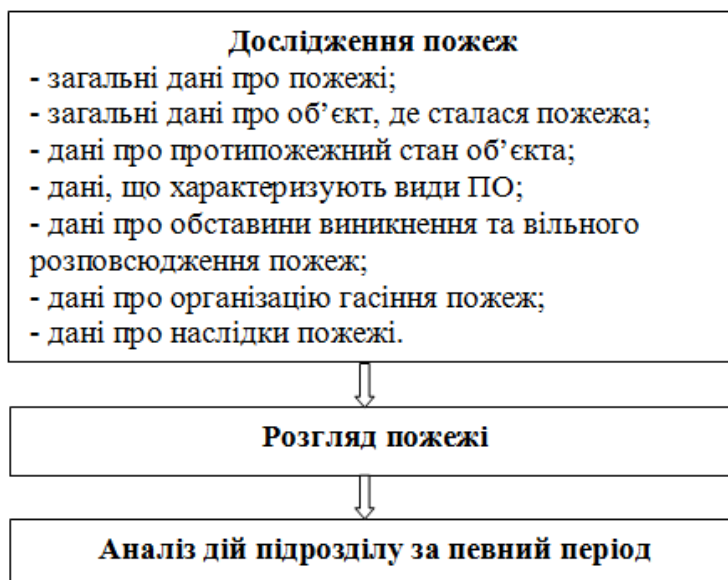 Дослідження пожеж
- загальні дані про пожежі;
- загальні дані про об’єкт, де сталася пожежа;
- дані про протипожежний стан об’єкта;
- дані, що характеризують види ПО;
- дані про обставини виникнення та вільного
розповсюдження пожеж;
- дані про організацію гасіння пожеж;
- дані про наслідки пожежі.
Розгляд пожежі
Аналіз дій підрозділу за певний період